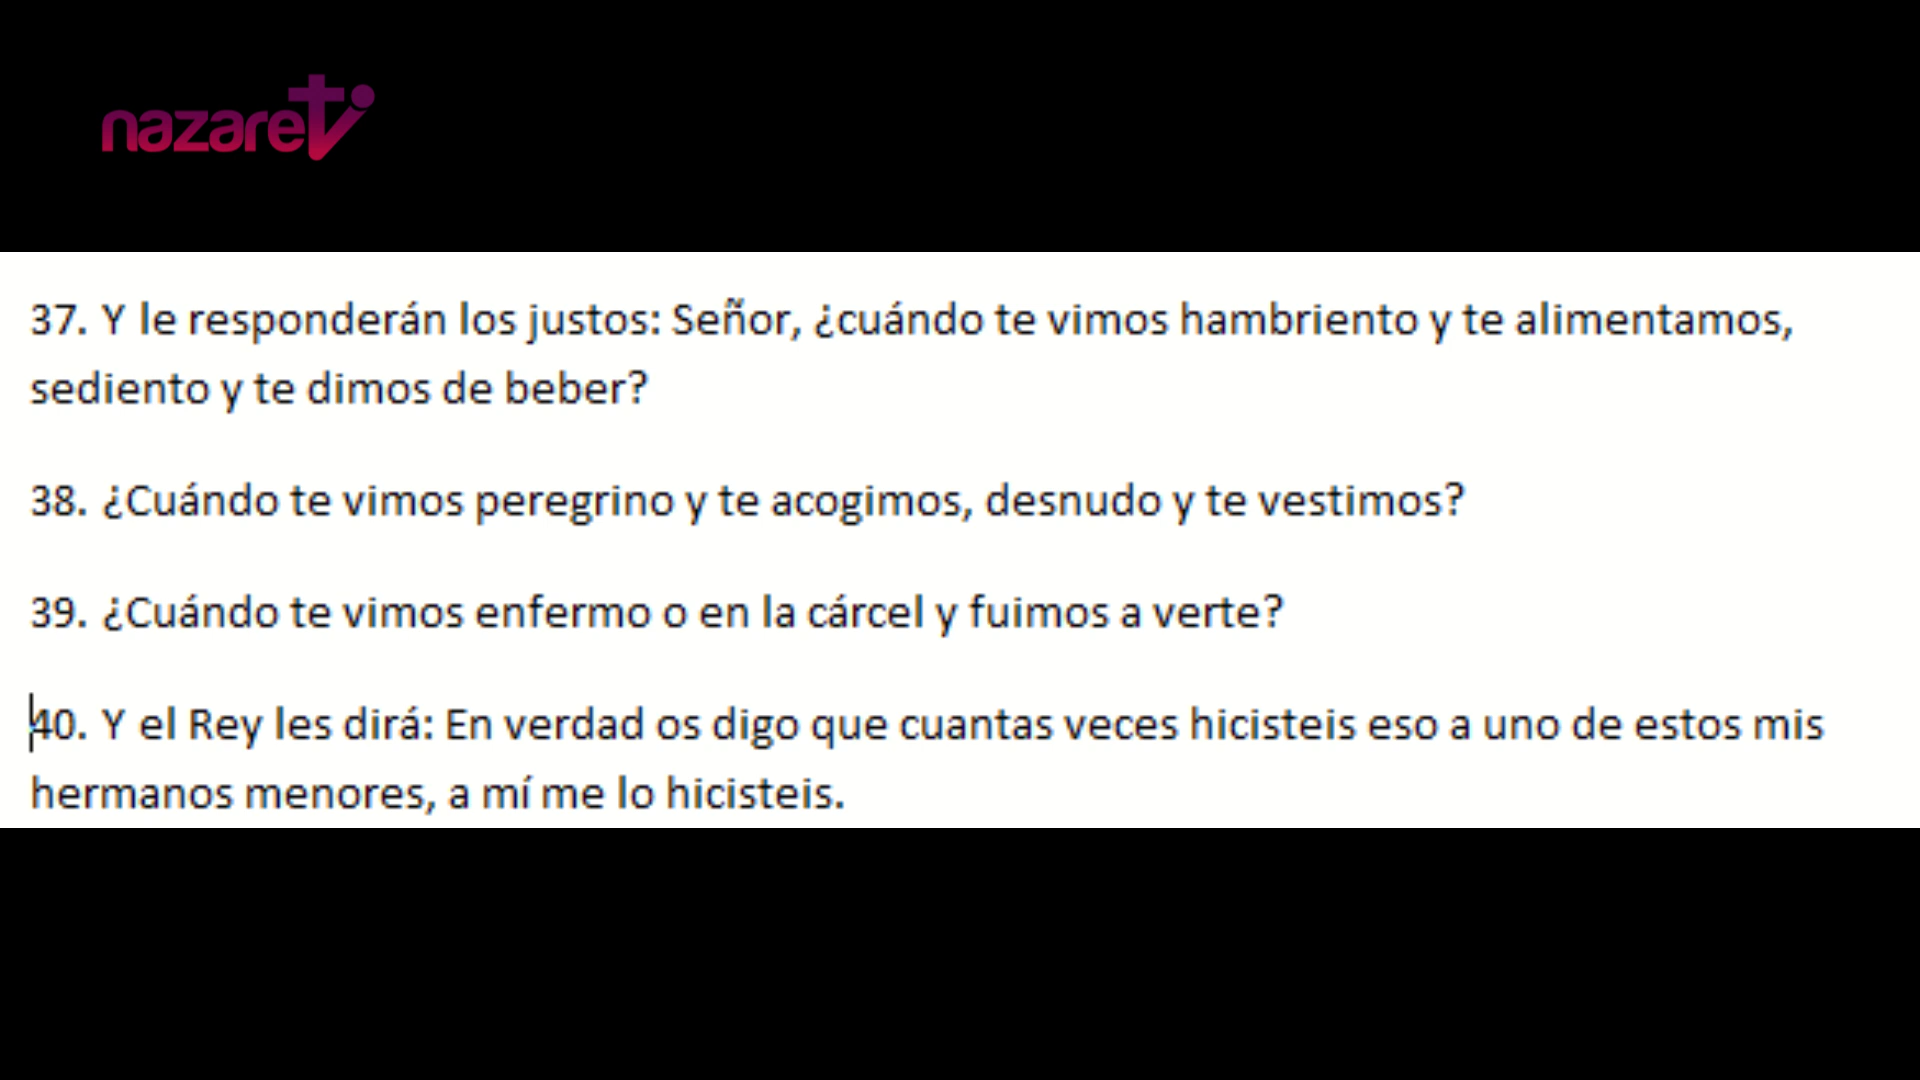 nazaretv
37. Y le responderán los justos: Señor, ¿cuándo te vimos hambriento y te alimentamos,
sediento y te dimos de beber?
38. ¿Cuándo te vimos peregrino y te acogimos, desnudo y te vestimos?
39. ¿Cuándo te vimos enfermo o en la cárcel y fuimos a verte?
40. Y el Rey les dirá: En verdad os digo que cuantas veces hicisteis eso a uno de estos mis
hermanos menores, a mí me lo hicisteis.